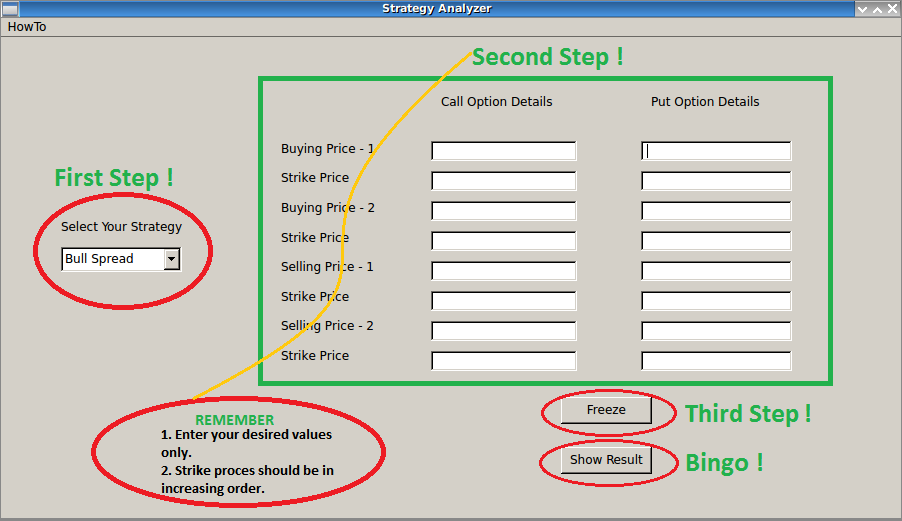 Strategy Analyzer
HowTo
Second Step !
Call Option Details
Put Option Details
Buying Price - 1
Strike Price
Buying Price - 2
Strike Price
Selling Price - 1
Strike Price
Selling Price - 2
Strike Price
First Step !
Select Your Strategy
Bull Spread
REMEMBER
1. Enter your desired values
only.
2. Strike proces should be in
increasing order.
Freeze
Third Step !
Show Result
Bingo !